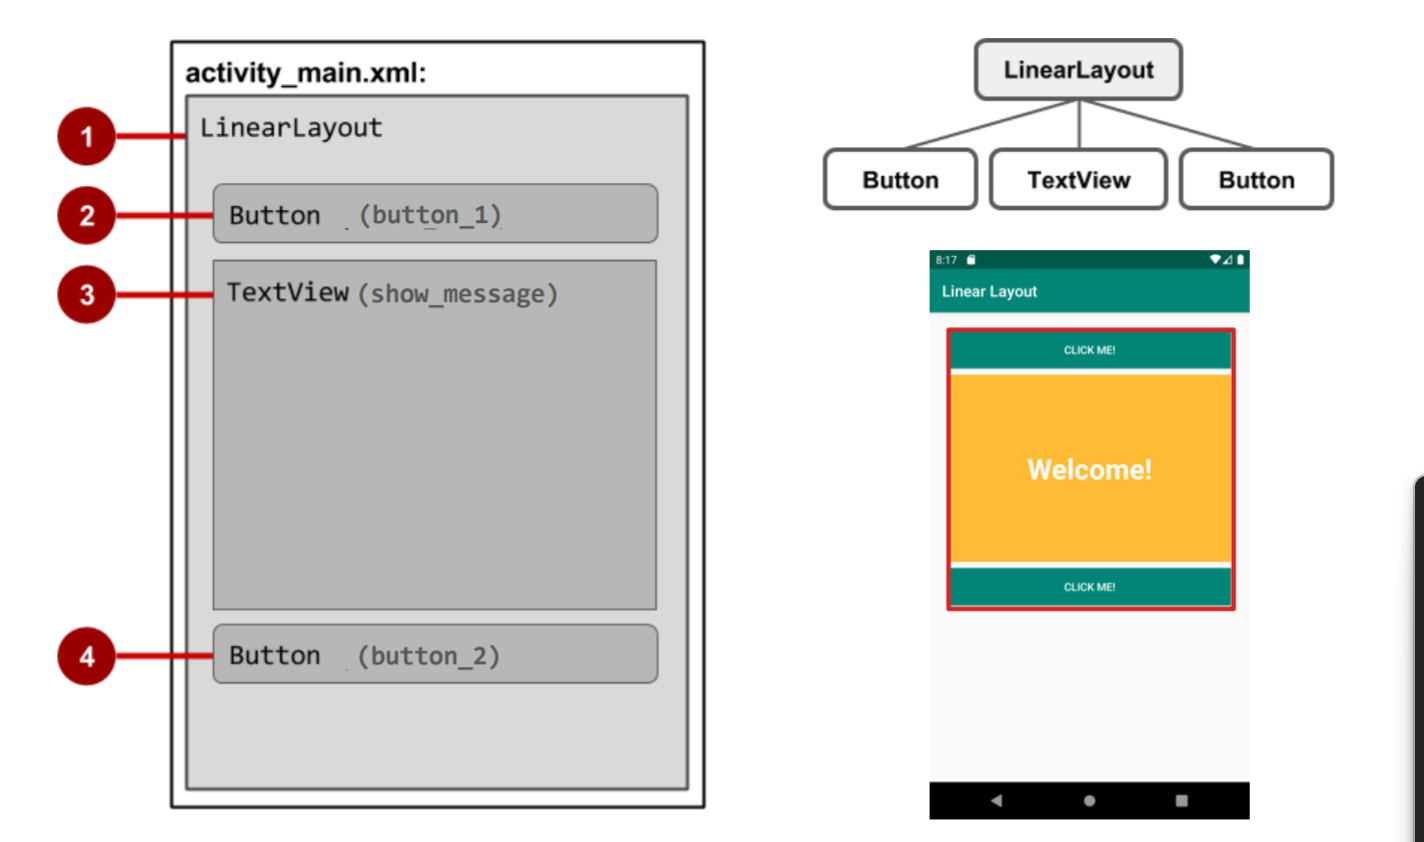 activity_main.xml:
1
LinearLayout
2
Button (button_1)
3
TextView (show_message)
4
Button (button_2)
LinearLayout
Button TextView Button
8:17
Linear Layout
CLICK ME!
Welcome!
CLICK ME!